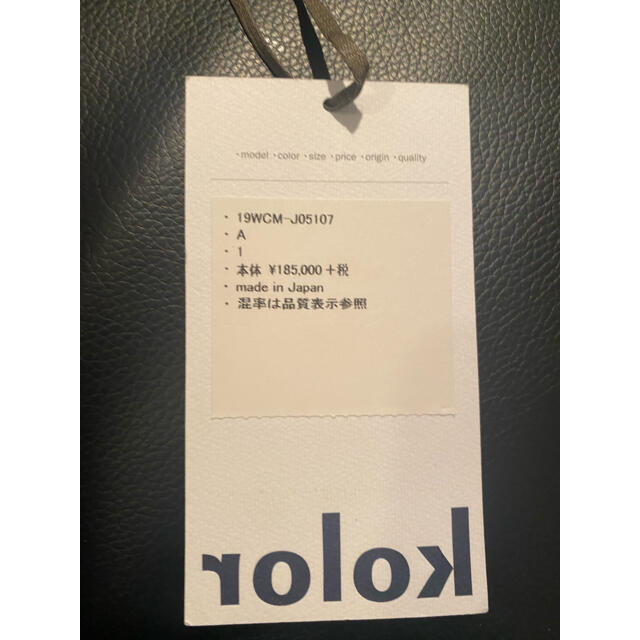 ・model ・color ・size ・price ・origin ・quality
・ 19WCM-J05107
・ A
・ 1
・ 本体 ¥185,000+税
・ made in Japan
・ 混率は品質表示参照
kolor